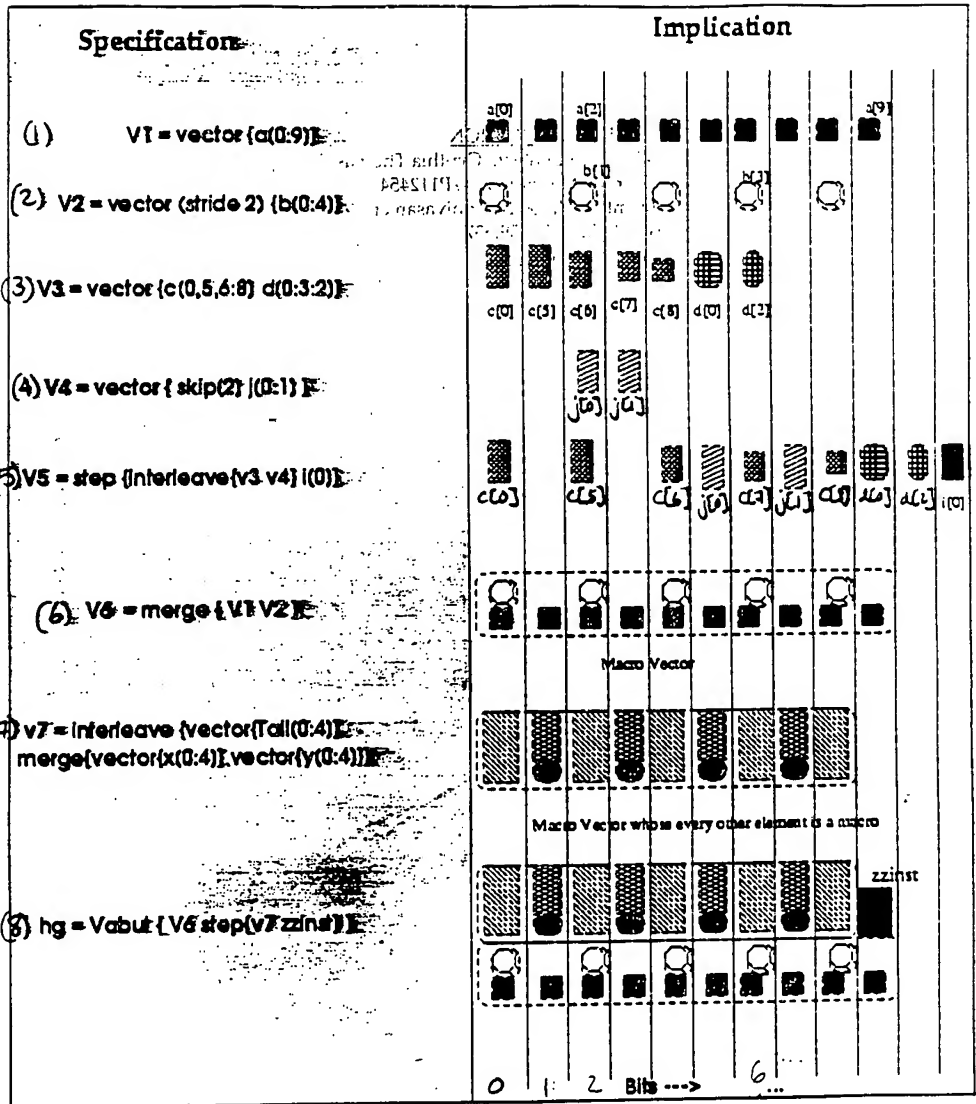 Specification
Implication
(1) V1 = vector {a(0:9)};
a[0] a[2] a[9]
(2) V2 = vector (stride 2) {b(0:4)};
b[1] b[3]
P112454
(3) V3 = vector {c(0,5,6:8) d(0:3:2)};
c[0] c[5] c[6] c[7] c[8] d[0] d[2]
(4) V4 = vector { skip(2) j(0:1) };
j[0] j[1]
5) V5 = step {interleave{v3 v4} i(0)};
c[0] c[5] c[6] j[0] c[7] j[1] c[8] d[0] d[2] i[0]
(6) V6 = merge { V1 V2 };
Macro Vector
7) v7 = interleave {vector{Tall(0:4)};
merge{vector{x(0:4)},vector{y(0:4)}}};
Macro Vector whose every other element is a macro
zzinst
(8) hg = Vabut { V6 step{v7 zzinst} };
0 1 2 Bits ---> 6...